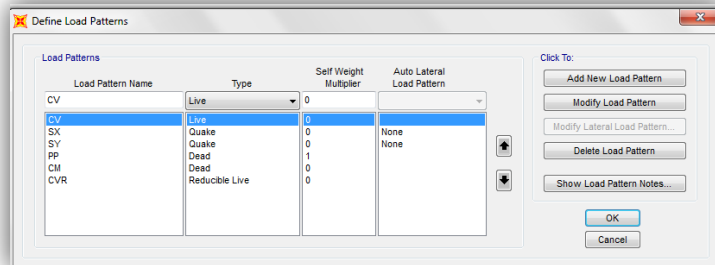 Define Load Patterns
Load Patterns
Click To:
Load Pattern Name Type Self Weight Multiplier Auto Lateral Load Pattern
CV Live 0
CV Live 0
SX Quake 0 None
SY Quake 0 None
PP Dead 1
CM Dead 0
CVR Reducible Live 0
Add New Load Pattern
Modify Load Pattern
Modify Lateral Load Pattern...
Delete Load Pattern
Show Load Pattern Notes...
OK
Cancel